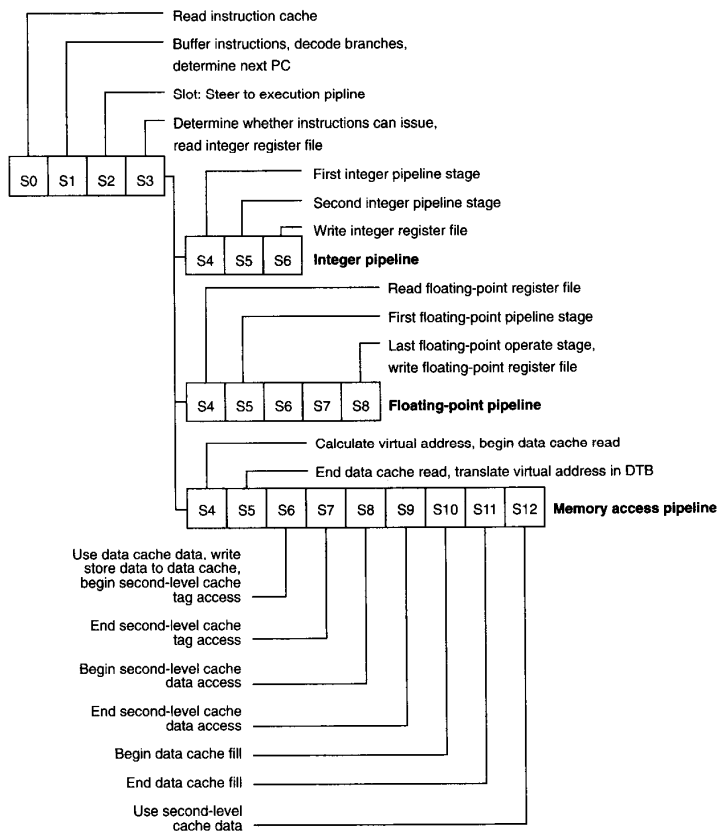 Read instruction cache
Buffer instructions, decode branches,
determine next PC
Slot: Steer to execution pipline
Determine whether instructions can issue,
read integer register file
S0 S1 S2 S3
First integer pipeline stage
Second integer pipeline stage
Write integer register file
S4 S5 S6 Integer pipeline
Read floating-point register file
First floating-point pipeline stage
Last floating-point operate stage,
write floating-point register file
S4 S5 S6 S7 S8 Floating-point pipeline
Calculate virtual address, begin data cache read
End data cache read, translate virtual address in DTB
S4 S5 S6 S7 S8 S9 S10 S11 S12 Memory access pipeline
Use data cache data, write
store data to data cache,
begin second-level cache
tag access
End second-level cache
tag access
Begin second-level cache
data access
End second-level cache
data access
Begin data cache fill
End data cache fill
Use second-level
cache data